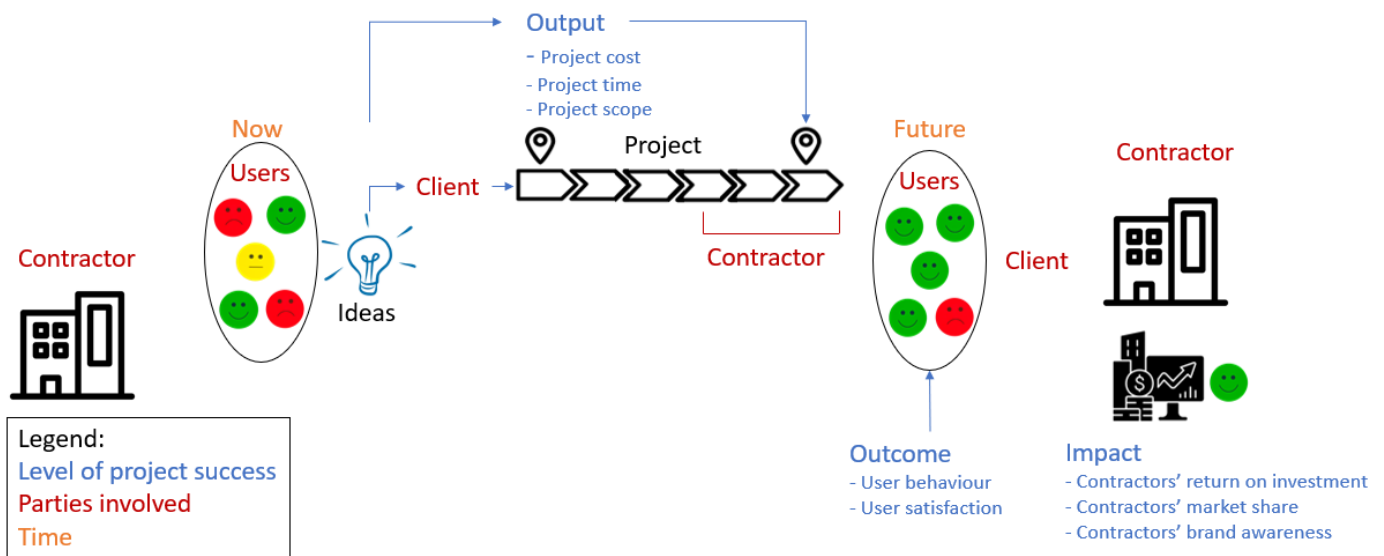 Output
- Project cost
- Project time
- Project scope
Now
Users
Ideas
Client
Project
Contractor
Contractor
Future
Users
Client
Contractor
$
Outcome
- User behaviour
- User satisfaction
Impact
- Contractors' return on investment
- Contractors' market share
- Contractors' brand awareness
Legend:
Level of project success
Parties involved
Time